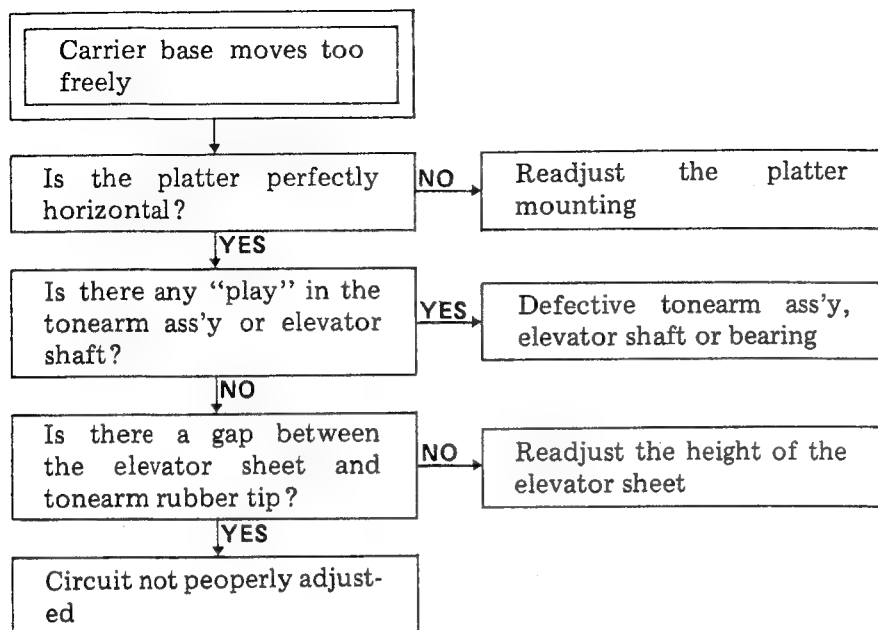 Carrier base moves too
freely
Is the platter perfectly
horizontal?
NO
Readjust the platter
mounting
YES
Is there any “play” in the
tonearm ass'y or elevator
shaft?
YES
Defective tonearm ass'y,
elevator shaft or bearing
NO
Is there a gap between
the elevator sheet and
tonearm rubber tip?
NO
Readjust the height of the
elevator sheet
YES
Circuit not peoperly adjust-
ed